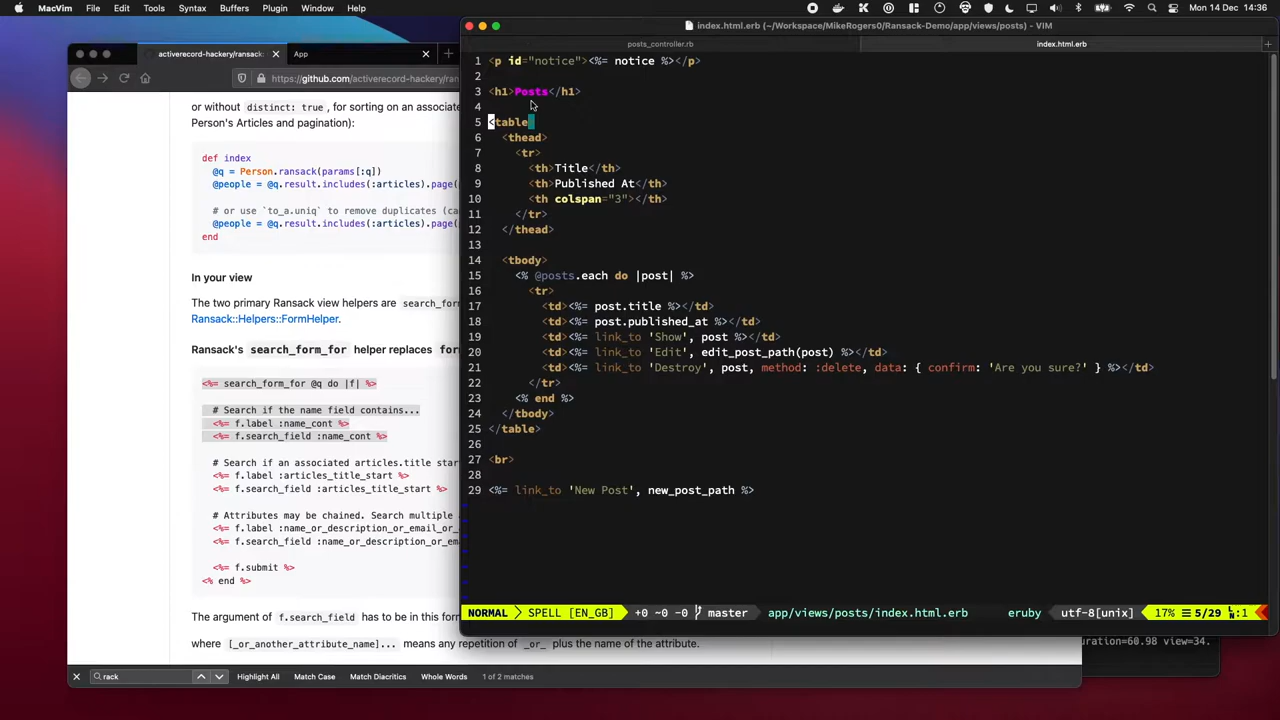 MacVim File Edit Tools Syntax Buffers Plugin Window Help Mon 14 Dec 14:36
activerecord-hackery/ransack: × App × +
https://github.com/activerecord-hackery/ran
or without distinct: true, for sorting on an associate
Person's Articles and pagination):
def index
@q = Person.ransack(params[:q])
@people = @q.result.includes(:articles).page(
# or use `to_a.uniq` to remove duplicates (ca
@people = @q.result.includes(:articles).page(
end
In your view
The two primary Ransack view helpers are search_form
Ransack::Helpers::FormHelper.
Ransack's search_form_for helper replaces form
<%= search_form_for @q do |f| %>
# Search if the name field contains...
<%= f.label :name_cont %>
<%= f.search_field :name_cont %>
# Search if an associated articles.title star
<%= f.label :articles_title_start %>
<%= f.search_field :articles_title_start %>
# Attributes may be chained. Search multiple
<%= f.label :name_or_description_or_email_or_
<%= f.search_field :name_or_description_or_em
<%= f.submit %>
<% end %>
The argument of f.search_field has to be in this for
where [_or_another_attribute_name]... means any repetition of _or_ plus the name of the attribute.
rack Highlight All Match Case Match Diacritics Whole Words 1 of 2 matches
index.html.erb (~/Workspace/MikeRogers0/Ransack-Demo/app/views/posts) - VIM
posts_controller.rb index.html.erb
1 <p id="notice"><%= notice %></p>
2
3 <h1>Posts</h1>
4
5 <table>
6 <thead>
7 <tr>
8 <th>Title</th>
9 <th>Published At</th>
10 <th colspan="3"></th>
11 </tr>
12 </thead>
13
14 <tbody>
15 <% @posts.each do |post| %>
16 <tr>
17 <td><%= post.title %></td>
18 <td><%= post.published_at %></td>
19 <td><%= link_to 'Show', post %></td>
20 <td><%= link_to 'Edit', edit_post_path(post) %></td>
21 <td><%= link_to 'Destroy', post, method: :delete, data: { confirm: 'Are you sure?' } %></td>
22 </tr>
23 <% end %>
24 </tbody>
25 </table>
26
27 <br>
28
29 <%= link_to 'New Post', new_post_path %>
NORMAL SPELL [EN_GB] +0 ~0 -0 master app/views/posts/index.html.erb eruby utf-8[unix] 17% 5/29 :1
uration=60.98 view=34.